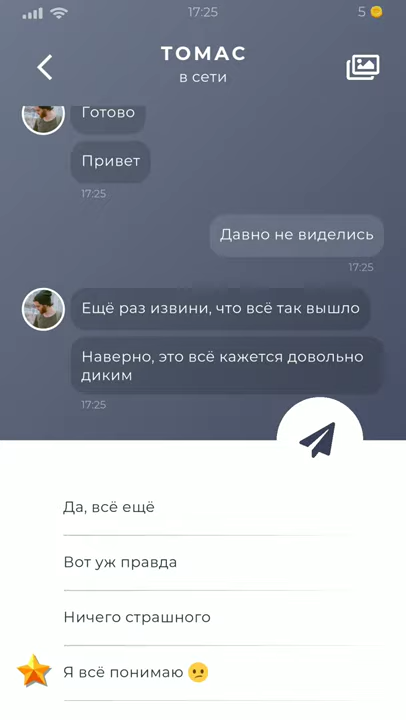 17:25
5
ТОМАС
в сети
Готово
Привет
17:25
Давно не виделись
17:25
Ещё раз извини, что всё так вышло
Наверно, это всё кажется довольно
диким
17:25
Да, всё ещё
Вот уж правда
Ничего страшного
Я всё понимаю 😕